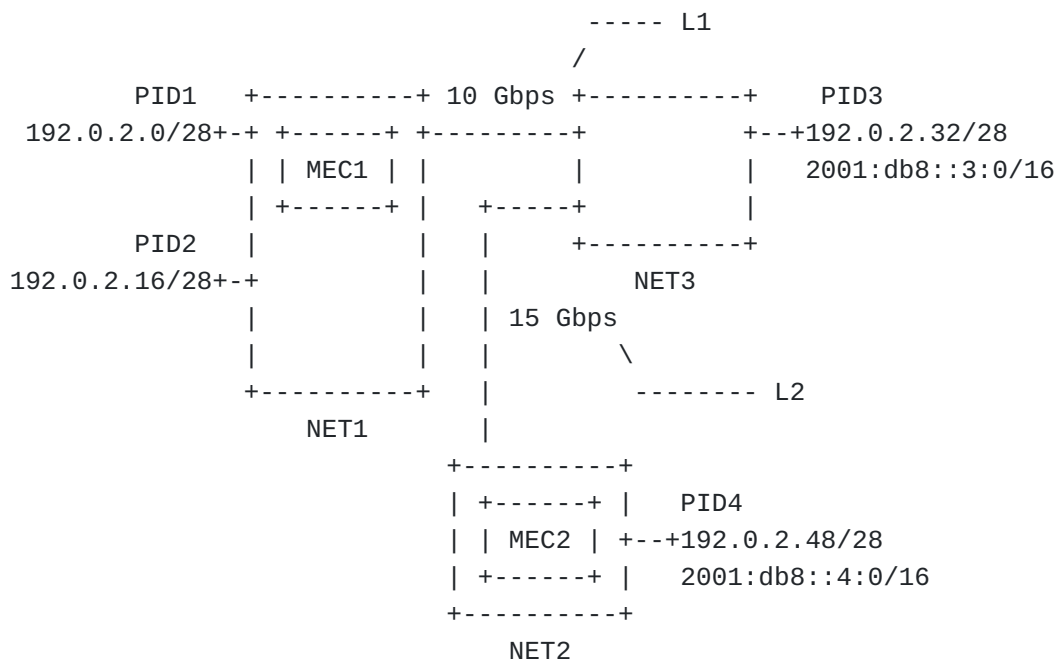 ----- L1
/
PID1 +----------+ 10 Gbps +----------+ PID3
192.0.2.0/28+-+ +------+ +---------+ +--+192.0.2.32/28
| | MEC1 | | | | 2001:db8::3:0/16
| +------+ | +-----+ |
PID2 | | | +----------+
192.0.2.16/28+-+ | | NET3
| | | 15 Gbps
| | | \
+----------+ | -------- L2
NET1 |
+----------+
| +------+ | PID4
| | MEC2 | +--+192.0.2.48/28
| +------+ | 2001:db8::4:0/16
+----------+
NET2